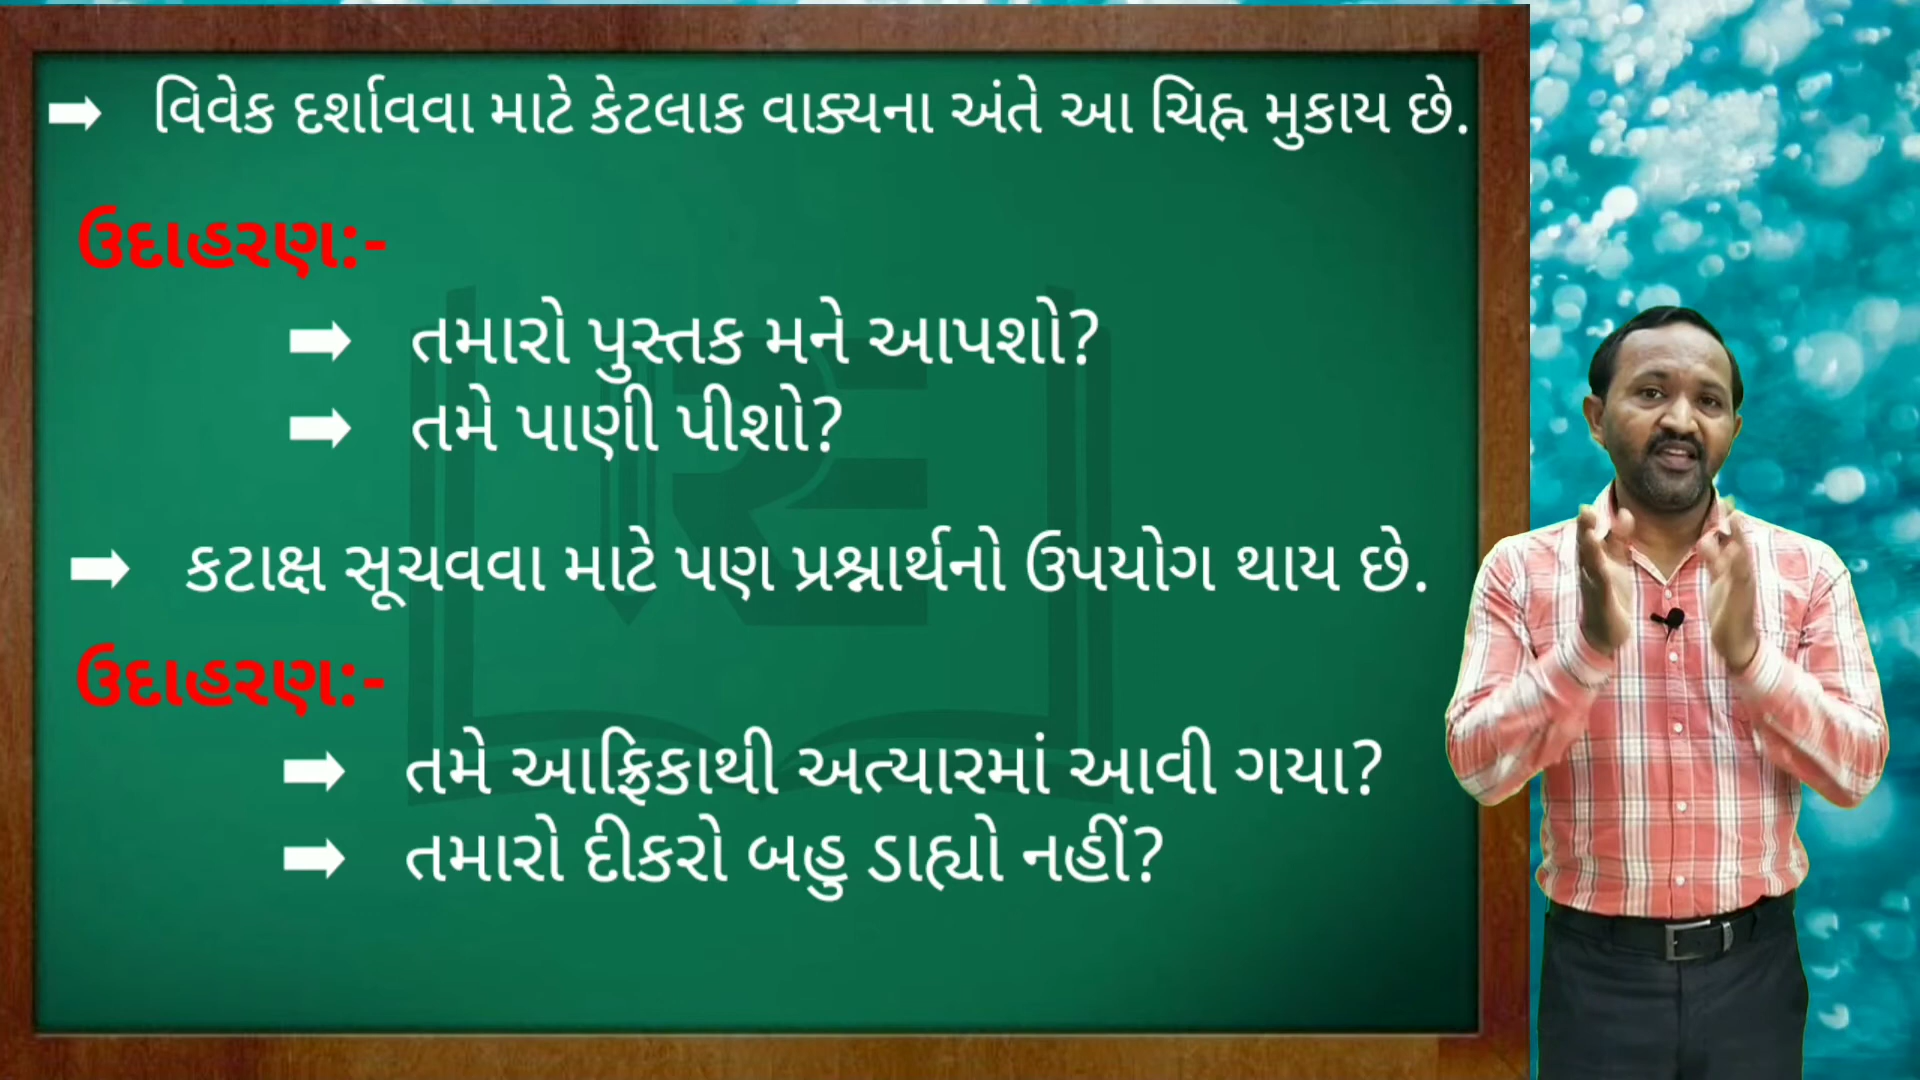 ➡ વિવેક દર્શાવવા માટે કેટલાક વાક્યના અંતે આ ચિહ્ન મુકાય છે.
ઉદાહરણ:-
➡ તમારો પુસ્તક મને આપશો?
➡ તમે પાણી પીશો?
➡ કટાક્ષ સૂચવવા માટે પણ પ્રશ્નાર્થનો ઉપયોગ થાય છે.
ઉદાહરણ:-
➡ તમે આફ્રિકાથી અત્યારમાં આવી ગયા?
➡ તમારો દીકરો બહુ ડાહ્યો નહીં?